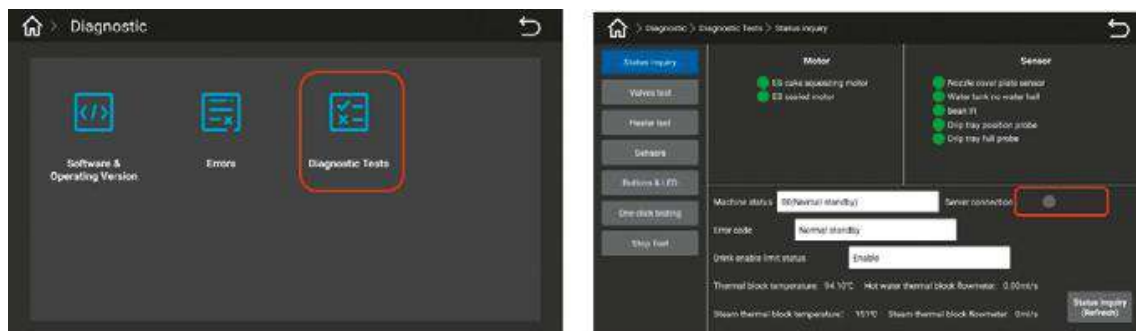 > Diagnostic
Software &
Operating Version
Errors
Diagnostic Tests
> Diagnostic > Diagnostic Tests > Status inquiry
Status inquiry
Valves test
Heater test
Sensors
Buttons & LED
One click testing
Stop Test
Motor
ES cake squeezing motor
ES sealed motor
Sensor
Nozzle cover plate sensor
Water tank no water hall
bean lit
Drip tray position probe
Drip tray full probe
Machine status 00(Normal standby) Server connection
Error code Normal standby
Drink enable limit status Enable
Thermal block temperature: 94.10°C Hot water thermal block flowmeter: 0.00ml/s
Steam thermal block temperature: 151°C Steam thermal block flowmeter 0ml/s
Status inquiry
(Refresh)